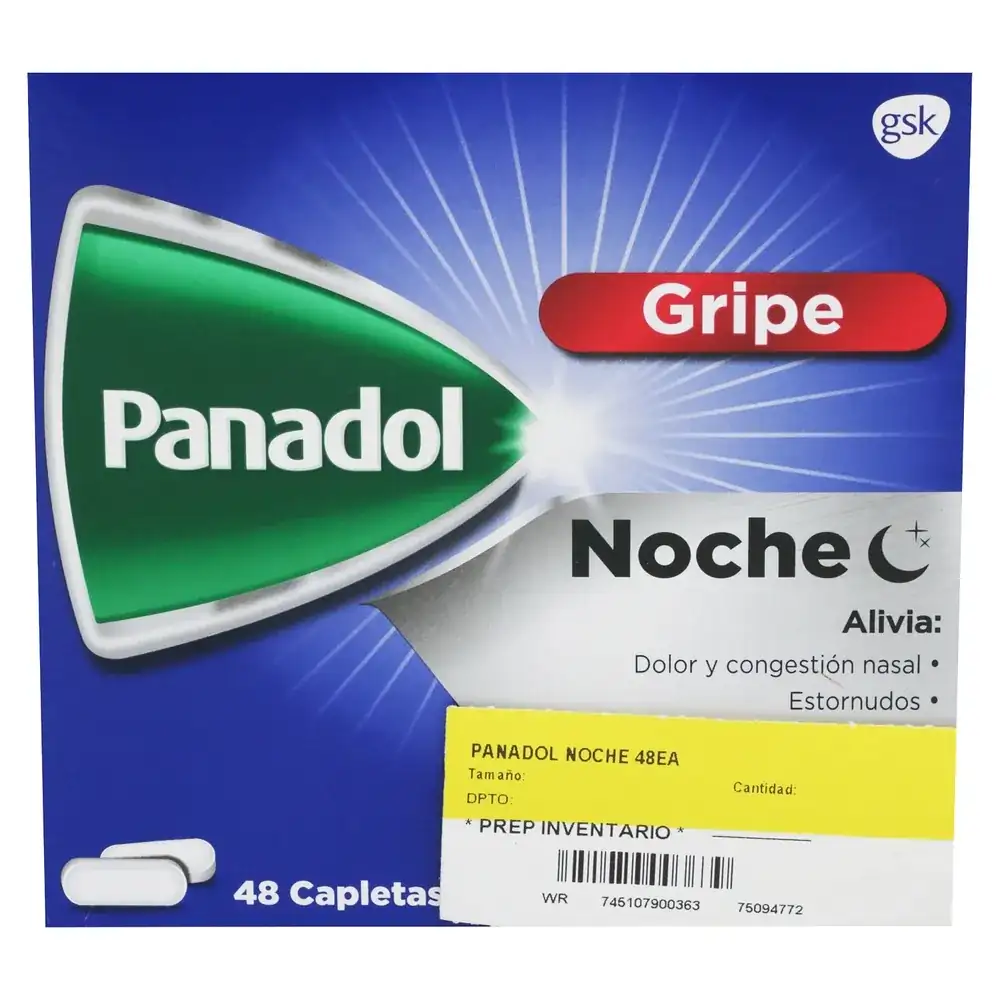 gsk
Gripe
Panadol
Noche
Alivia:
Dolor y congestión nasal •
Estornudos •
PANADOL NOCHE 48EA
Tamaño:
Cantidad:
DPTO:
* PREP INVENTARIO *
48 Capletas
WR 745107900363 75094772